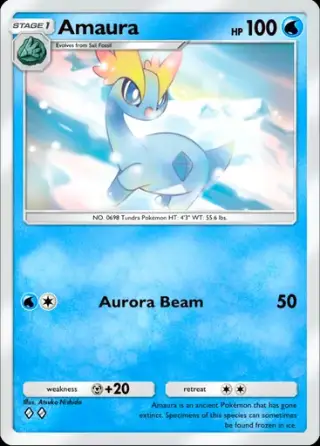 STAGE 1
Amaura
HP 100
Evolves from Sail Fossil
NO. 0698 Tundra Pokémon HT: 4'3" WT: 55.6 lbs.
Aurora Beam 50
weakness +20 retreat
Illus. Atsuko Nishida
Amaura is an ancient Pokémon that has gone
extinct. Specimens of this species can sometimes
be found frozen in ice.